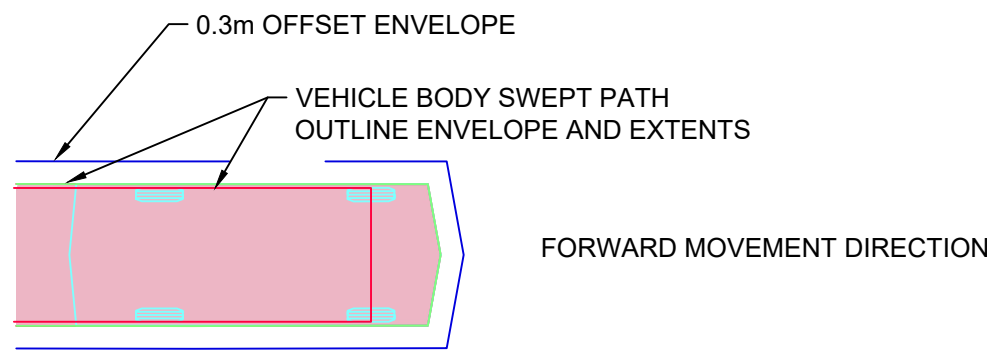 0.3m OFFSET ENVELOPE
VEHICLE BODY SWEPT PATH
OUTLINE ENVELOPE AND EXTENTS
FORWARD MOVEMENT DIRECTION